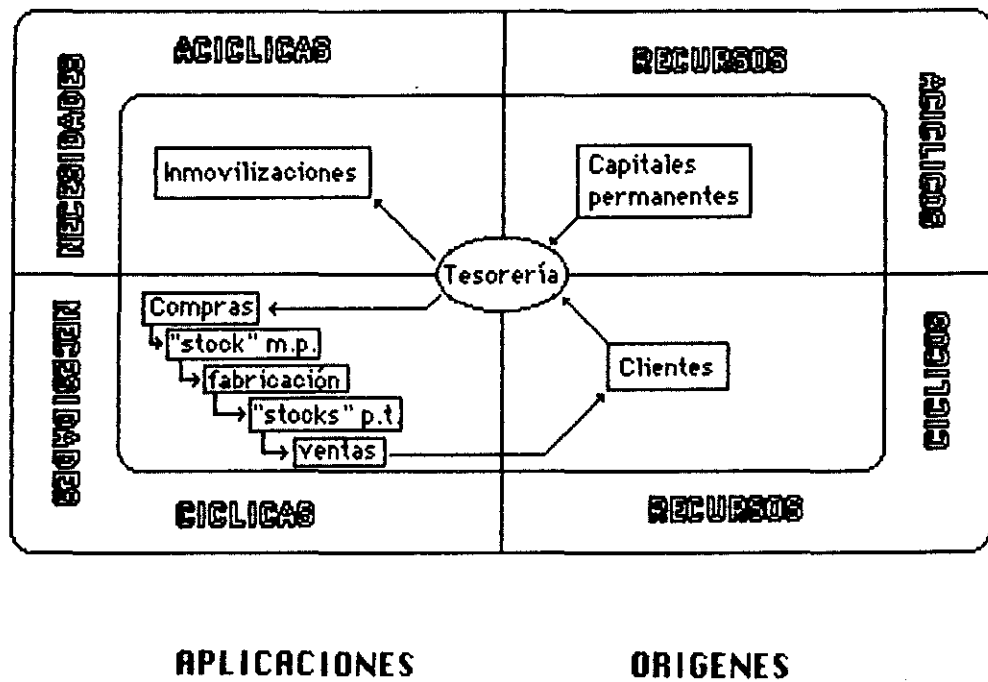 ACICLICAS
RECURSOS
NECESIDADES
ACICLICOS
Inmovilizaciones
Capitales
permanentes
Tesorería
Compras
"stock" m.p.
fabricación
"stocks" p.t.
ventas
Clientes
NECESIDADES
CICLICOS
CICLICAS
RECURSOS
APLICACIONES
ORIGENES